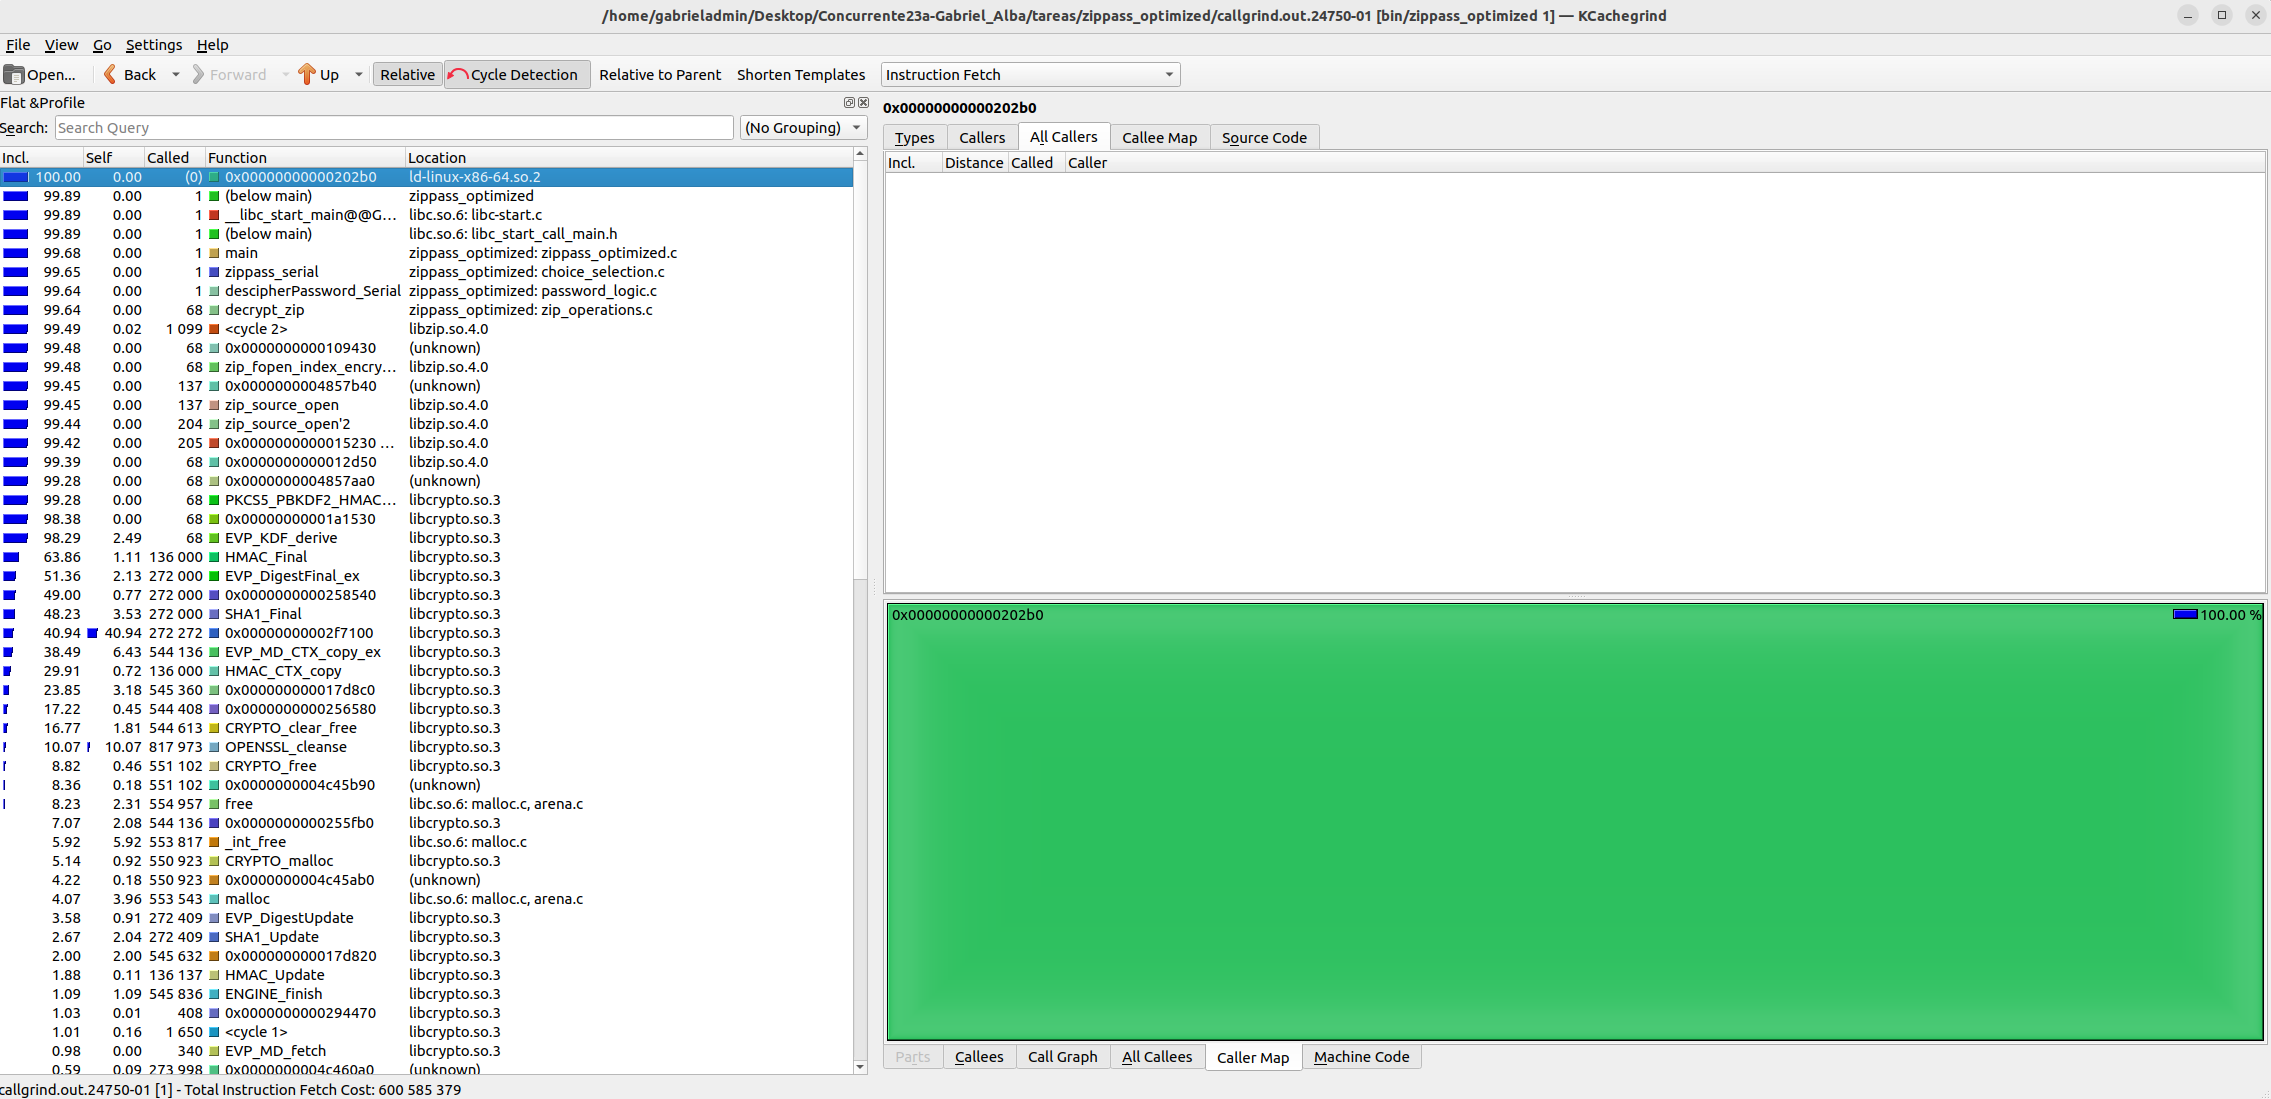 /home/gabrieladmin/Desktop/Concurrente23a-Gabriel_Alba/tareas/zippass_optimized/callgrind.out.24750-01 [bin/zippass_optimized 1] — KCachegrind
File View Go Settings Help
Open... Back Forward Up Relative Cycle Detection Relative to Parent Shorten Templates Instruction Fetch
Flat &Profile
Search: Search Query (No Grouping)
Incl. Self Called Function Location
100.00 0.00 (0) 0x00000000000202b0 ld-linux-x86-64.so.2
99.89 0.00 1 (below main) zippass_optimized
99.89 0.00 1 __libc_start_main@@G... libc.so.6: libc-start.c
99.89 0.00 1 (below main) libc.so.6: libc_start_call_main.h
99.68 0.00 1 main zippass_optimized: zippass_optimized.c
99.65 0.00 1 zippass_serial zippass_optimized: choice_selection.c
99.64 0.00 1 descipherPassword_Serial zippass_optimized: password_logic.c
99.64 0.00 68 decrypt_zip zippass_optimized: zip_operations.c
99.49 0.02 1 099 <cycle 2> libzip.so.4.0
99.48 0.00 68 0x0000000000109430 (unknown)
99.48 0.00 68 zip_fopen_index_encry... libzip.so.4.0
99.45 0.00 137 0x0000000004857b40 (unknown)
99.45 0.00 137 zip_source_open libzip.so.4.0
99.44 0.00 204 zip_source_open'2 libzip.so.4.0
99.42 0.00 205 0x0000000000015230 ... libzip.so.4.0
99.39 0.00 68 0x0000000000012d50 libzip.so.4.0
99.28 0.00 68 0x0000000004857aa0 (unknown)
99.28 0.00 68 PKCS5_PBKDF2_HMAC... libcrypto.so.3
98.38 0.00 68 0x00000000001a1530 libcrypto.so.3
98.29 2.49 68 EVP_KDF_derive libcrypto.so.3
63.86 1.11 136 000 HMAC_Final libcrypto.so.3
51.36 2.13 272 000 EVP_DigestFinal_ex libcrypto.so.3
49.00 0.77 272 000 0x0000000000258540 libcrypto.so.3
48.23 3.53 272 000 SHA1_Final libcrypto.so.3
40.94 40.94 272 272 0x00000000002f7100 libcrypto.so.3
38.49 6.43 544 136 EVP_MD_CTX_copy_ex libcrypto.so.3
29.91 0.72 136 000 HMAC_CTX_copy libcrypto.so.3
23.85 3.18 545 360 0x000000000017d8c0 libcrypto.so.3
17.22 0.45 544 408 0x0000000000256580 libcrypto.so.3
16.77 1.81 544 613 CRYPTO_clear_free libcrypto.so.3
10.07 10.07 817 973 OPENSSL_cleanse libcrypto.so.3
8.82 0.46 551 102 CRYPTO_free libcrypto.so.3
8.36 0.18 551 102 0x0000000004c45b90 (unknown)
8.23 2.31 554 957 free libc.so.6: malloc.c, arena.c
7.07 2.08 544 136 0x0000000000255fb0 libcrypto.so.3
5.92 5.92 553 817 _int_free libc.so.6: malloc.c
5.14 0.92 550 923 CRYPTO_malloc libcrypto.so.3
4.22 0.18 550 923 0x0000000004c45ab0 (unknown)
4.07 3.96 553 543 malloc libc.so.6: malloc.c, arena.c
3.58 0.91 272 409 EVP_DigestUpdate libcrypto.so.3
2.67 2.04 272 409 SHA1_Update libcrypto.so.3
2.00 2.00 545 632 0x000000000017d820 libcrypto.so.3
1.88 0.11 136 137 HMAC_Update libcrypto.so.3
1.09 1.09 545 836 ENGINE_finish libcrypto.so.3
1.03 0.01 408 0x0000000000294470 libcrypto.so.3
1.01 0.16 1 650 <cycle 1> libcrypto.so.3
0.98 0.00 340 EVP_MD_fetch libcrypto.so.3
0.59 0.09 273 998 0x0000000004c460a0 (unknown)
0x00000000000202b0
Types Callers All Callers Callee Map Source Code
Incl. Distance Called Caller
0x00000000000202b0 100.00 %
Parts Callees Call Graph All Callees Caller Map Machine Code
callgrind.out.24750-01 [1] - Total Instruction Fetch Cost: 600 585 379